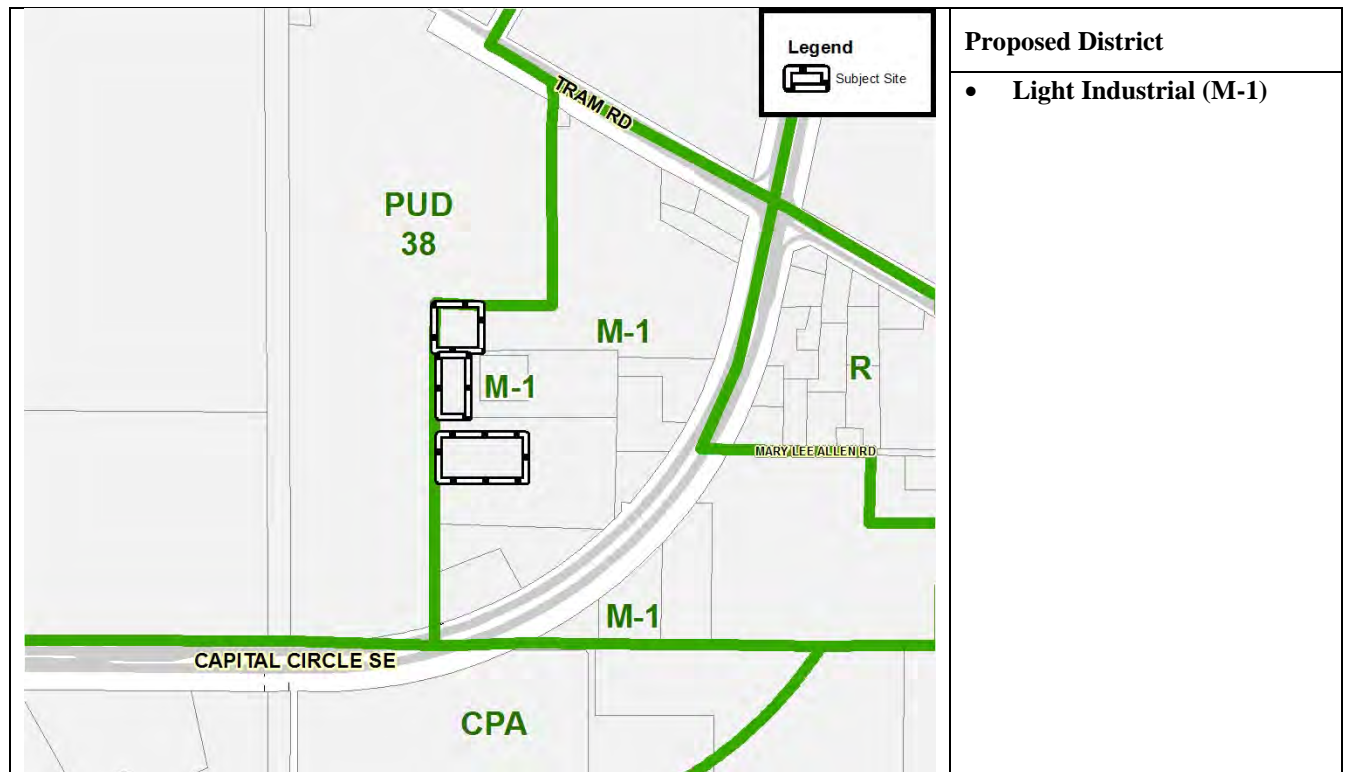 Legend
Subject Site
Proposed District
• Light Industrial (M-1)
TRAM RD
PUD
38
M-1
M-1
R
MARY LEE ALLEN RD
M-1
CAPITAL CIRCLE SE
CPA